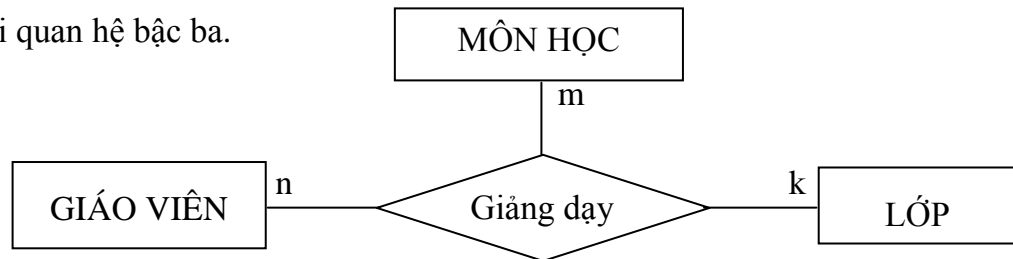 i quan hệ bậc ba.
MÔN HỌC
m
GIÁO VIÊN
n
Giảng dạy
k
LỚP